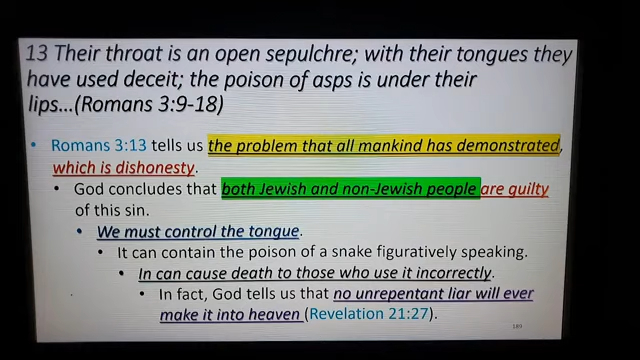 13 Their throat is an open sepulchre; with their tongues they
have used deceit; the poison of asps is under their
lips...(Romans 3:9-18)
• Romans 3:13 tells us the problem that all mankind has demonstrated,
which is dishonesty.
• God concludes that both Jewish and non-Jewish people are guilty
of this sin.
• We must control the tongue.
• It can contain the poison of a snake figuratively speaking.
• In can cause death to those who use it incorrectly.
• In fact, God tells us that no unrepentant liar will ever
make it into heaven (Revelation 21:27).
189